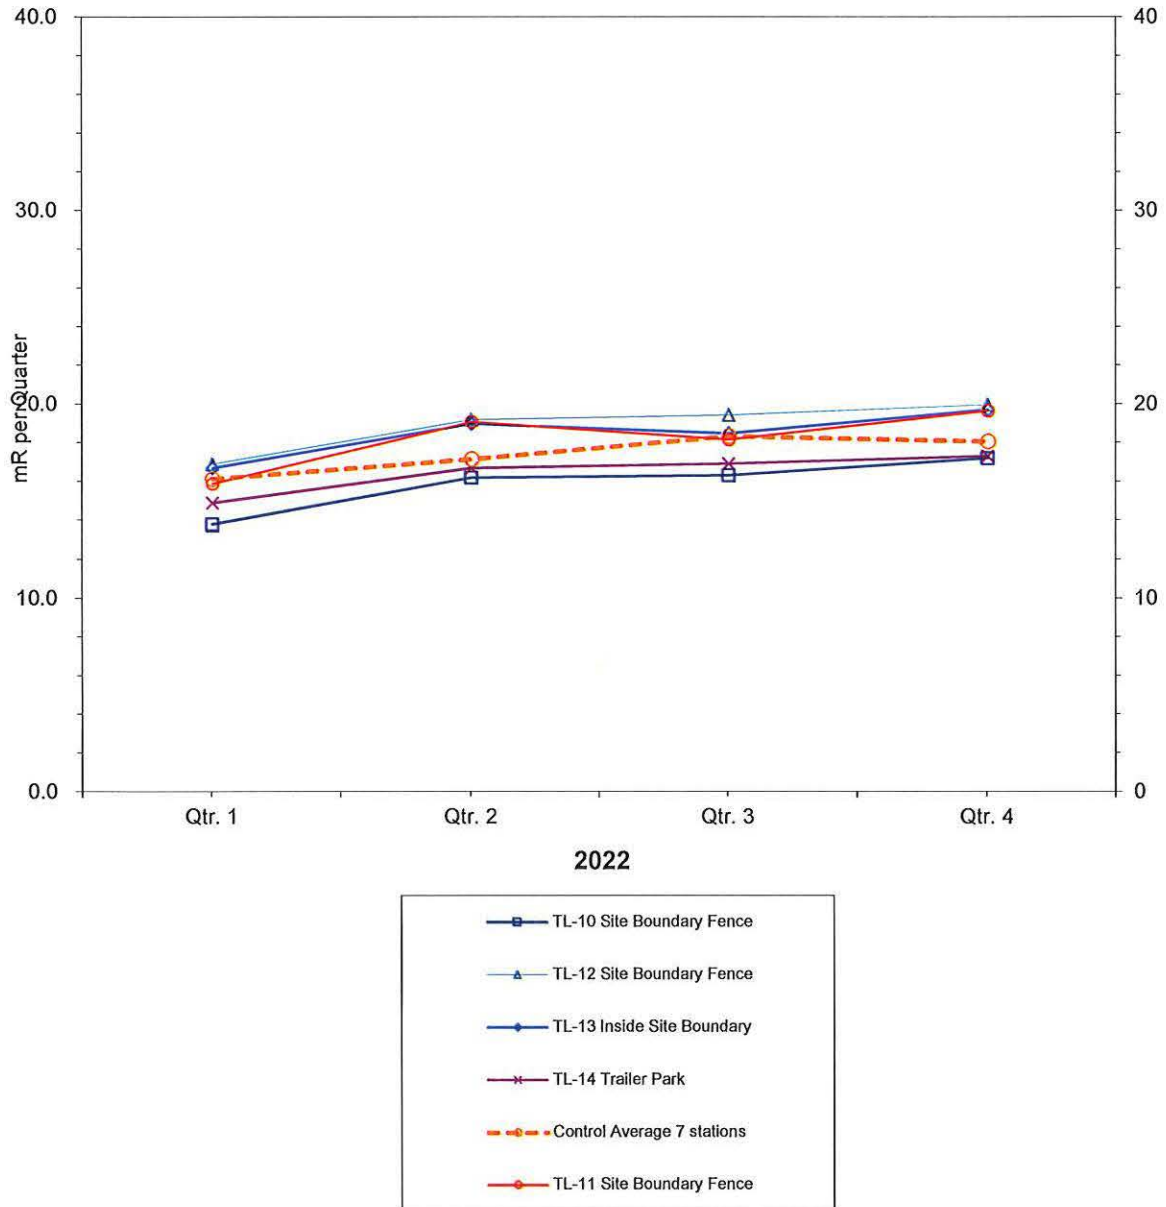 40.0 40
30.0 30
mR per Quarter
20.0 20
10.0 10
0.0 0
Qtr. 1 Qtr. 2 Qtr. 3 Qtr. 4
2022
TL-10 Site Boundary Fence
TL-12 Site Boundary Fence
TL-13 Inside Site Boundary
TL-14 Trailer Park
Control Average 7 stations
TL-11 Site Boundary Fence